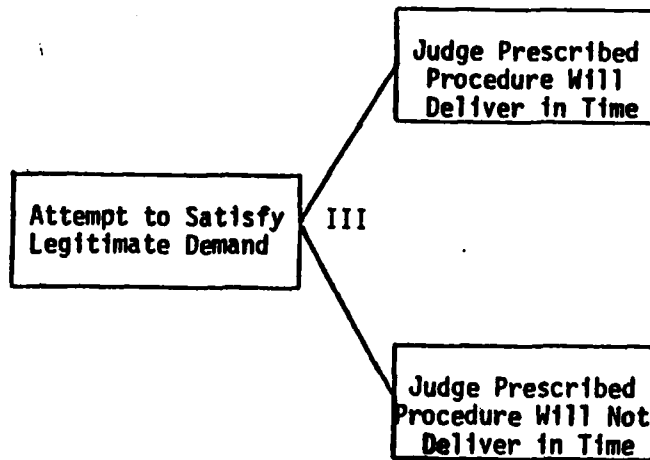 Judge Prescribed
Procedure Will
Deliver in Time
Attempt to Satisfy
Legitimate Demand
III
Judge Prescribed
Procedure Will Not
Deliver in Time